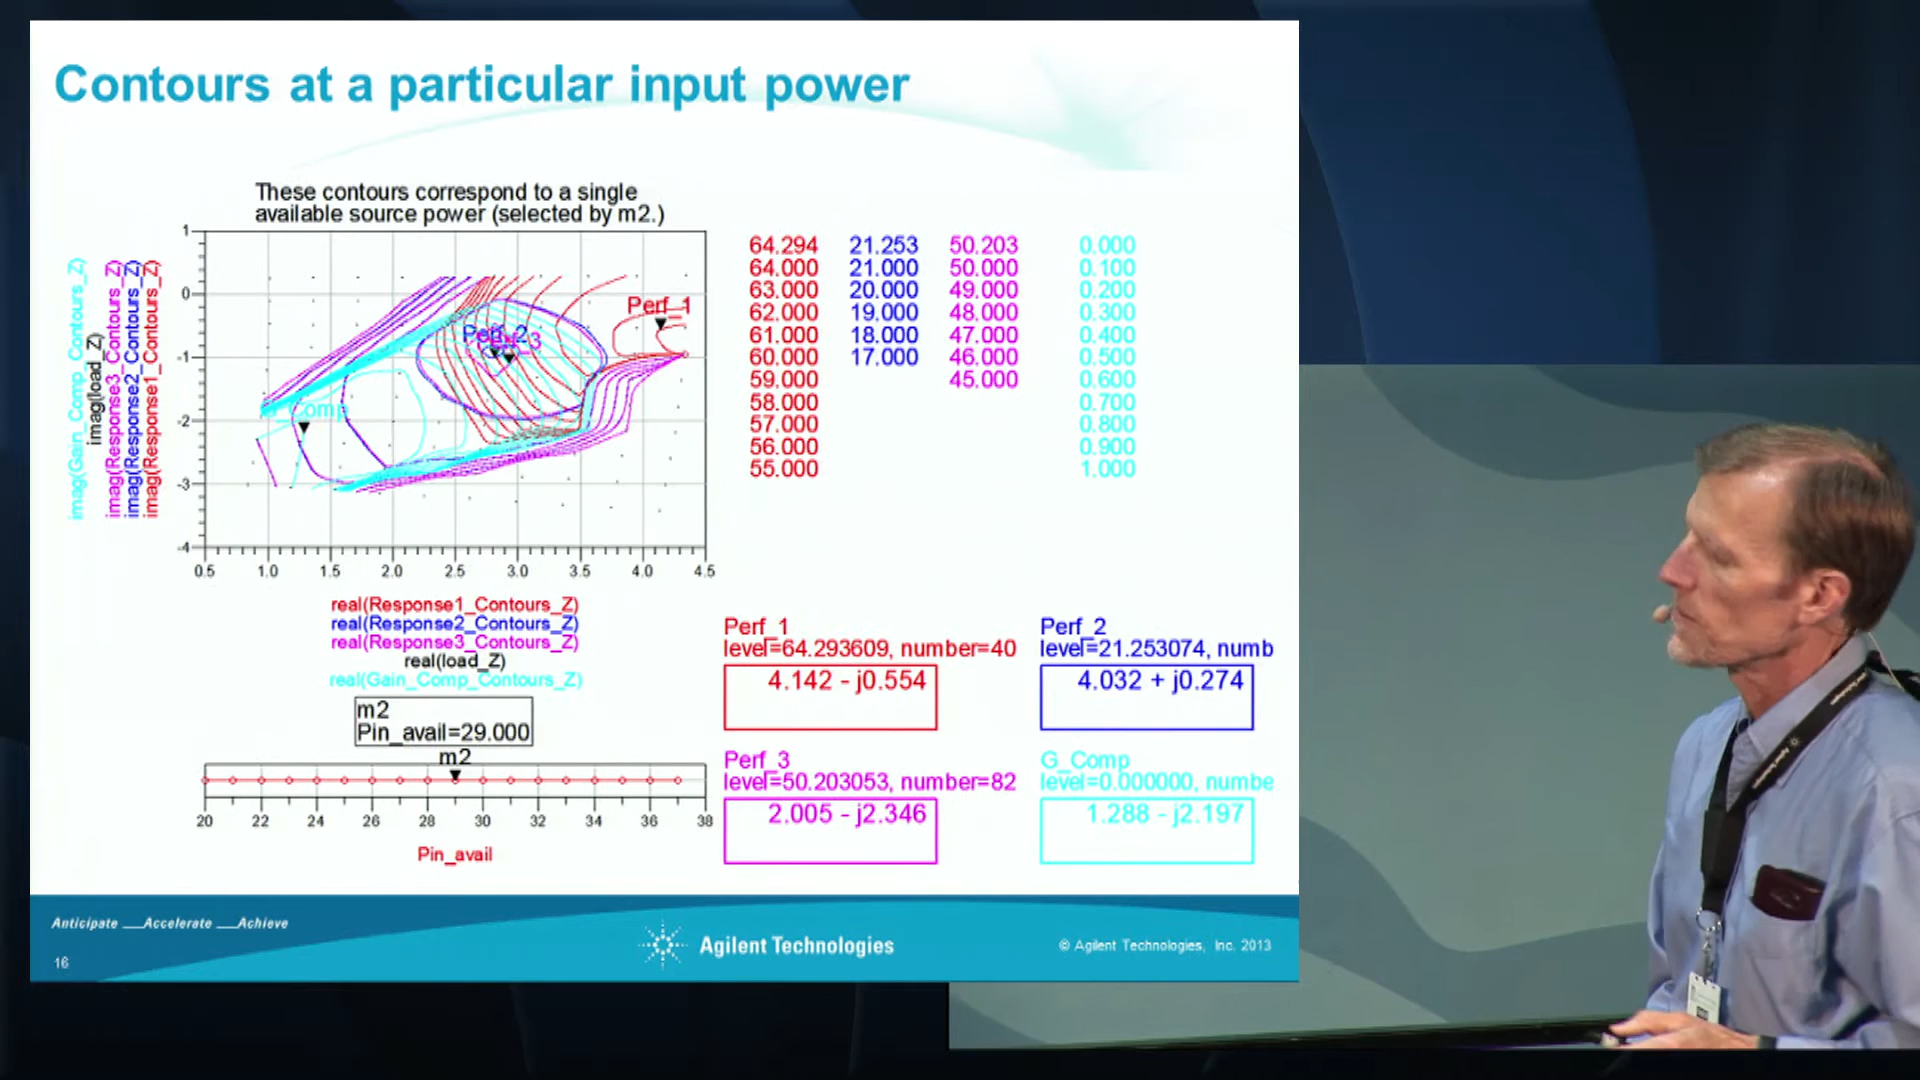 Contours at a particular input power
These contours correspond to a single
available source power (selected by m2.)
imag(Gain_Comp_Contours_Z)
imag(load_Z)
imag(Response3_Contours_Z)
imag(Response2_Contours_Z)
imag(Response1_Contours_Z)
1
0
-1
-2
-3
-4
Perf_1
0.5 1.0 1.5 2.0 2.5 3.0 3.5 4.0 4.5
real(Response1_Contours_Z)
real(Response2_Contours_Z)
real(Response3_Contours_Z)
real(load_Z)
real(Gain_Comp_Contours_Z)
m2
Pin_avail=29.000
m2
20 22 24 26 28 30 32 34 36 38
Pin_avail
64.294 21.253 50.203 0.000
64.000 21.000 50.000 0.100
63.000 20.000 49.000 0.200
62.000 19.000 48.000 0.300
61.000 18.000 47.000 0.400
60.000 17.000 46.000 0.500
59.000 45.000 0.600
58.000 0.700
57.000 0.800
56.000 0.900
55.000 1.000
Perf_1
level=64.293609, number=40
4.142 - j0.554
Perf_2
level=21.253074, numb
4.032 + j0.274
Perf_3
level=50.203053, number=82
2.005 - j2.346
G_Comp
level=0.000000, numbe
1.288 - j2.197
Anticipate __Accelerate __Achieve
Agilent Technologies
© Agilent Technologies, Inc. 2013
16